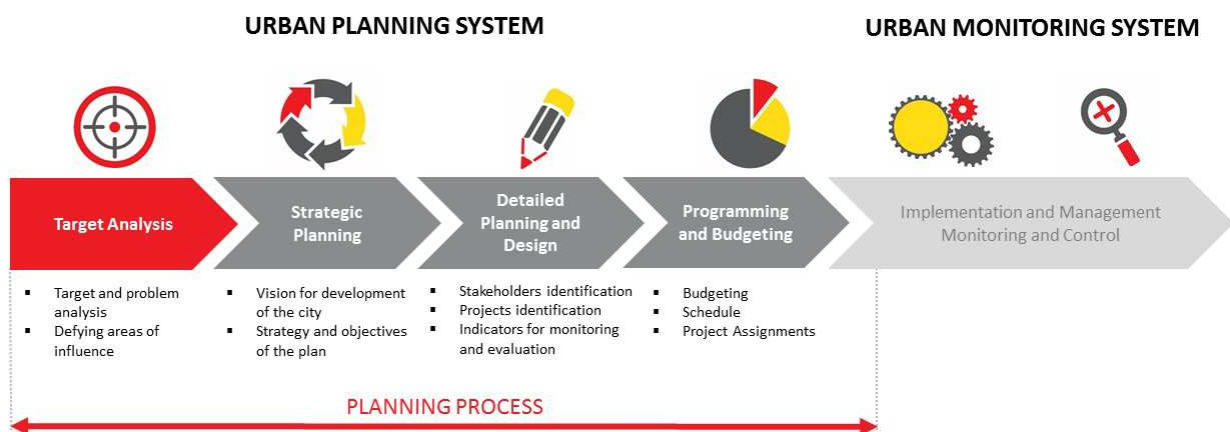 URBAN PLANNING SYSTEM
URBAN MONITORING SYSTEM
Target Analysis
Strategic
Planning
Detailed
Planning and
Design
Programming
and Budgeting
Implementation and Management
Monitoring and Control
▪ Target and problem
analysis
▪ Defying areas of
influence
▪ Vision for development
of the city
▪ Strategy and objectives
of the plan
▪ Stakeholders identification
▪ Projects identification
▪ Indicators for monitoring
and evaluation
▪ Budgeting
▪ Schedule
▪ Project Assignments
PLANNING PROCESS